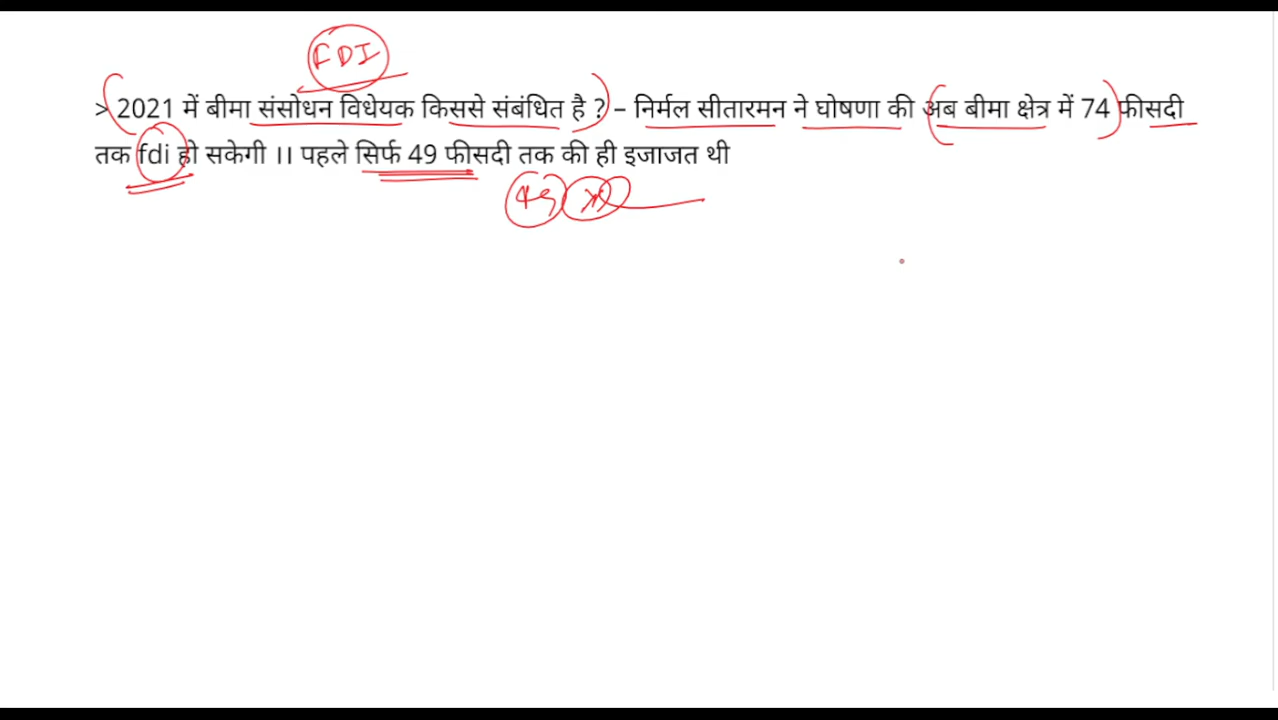 FDI
> 2021 में बीमा संसोधन विधेयक किससे संबंधित है ? – निर्मल सीतारमन ने घोषणा की अब बीमा क्षेत्र में 74 फीसदी
तक fdi हो सकेगी ।। पहले सिर्फ 49 फीसदी तक की ही इजाजत थी
49